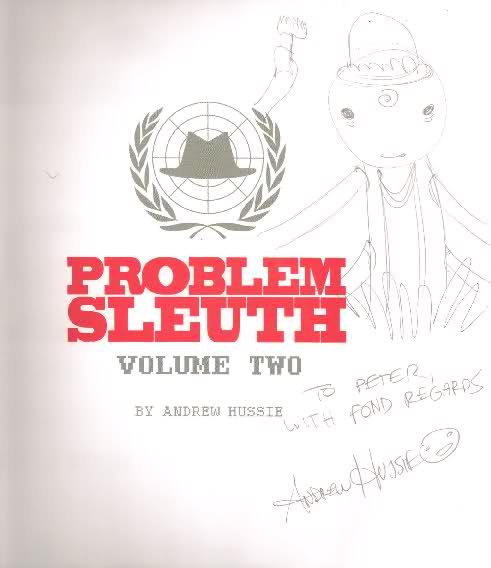 PROBLEM
SLEUTH
VOLUME TWO
BY ANDREW HUSSIE
TO PETER,
WITH FOND REGARDS
ANDREW HUSSIE